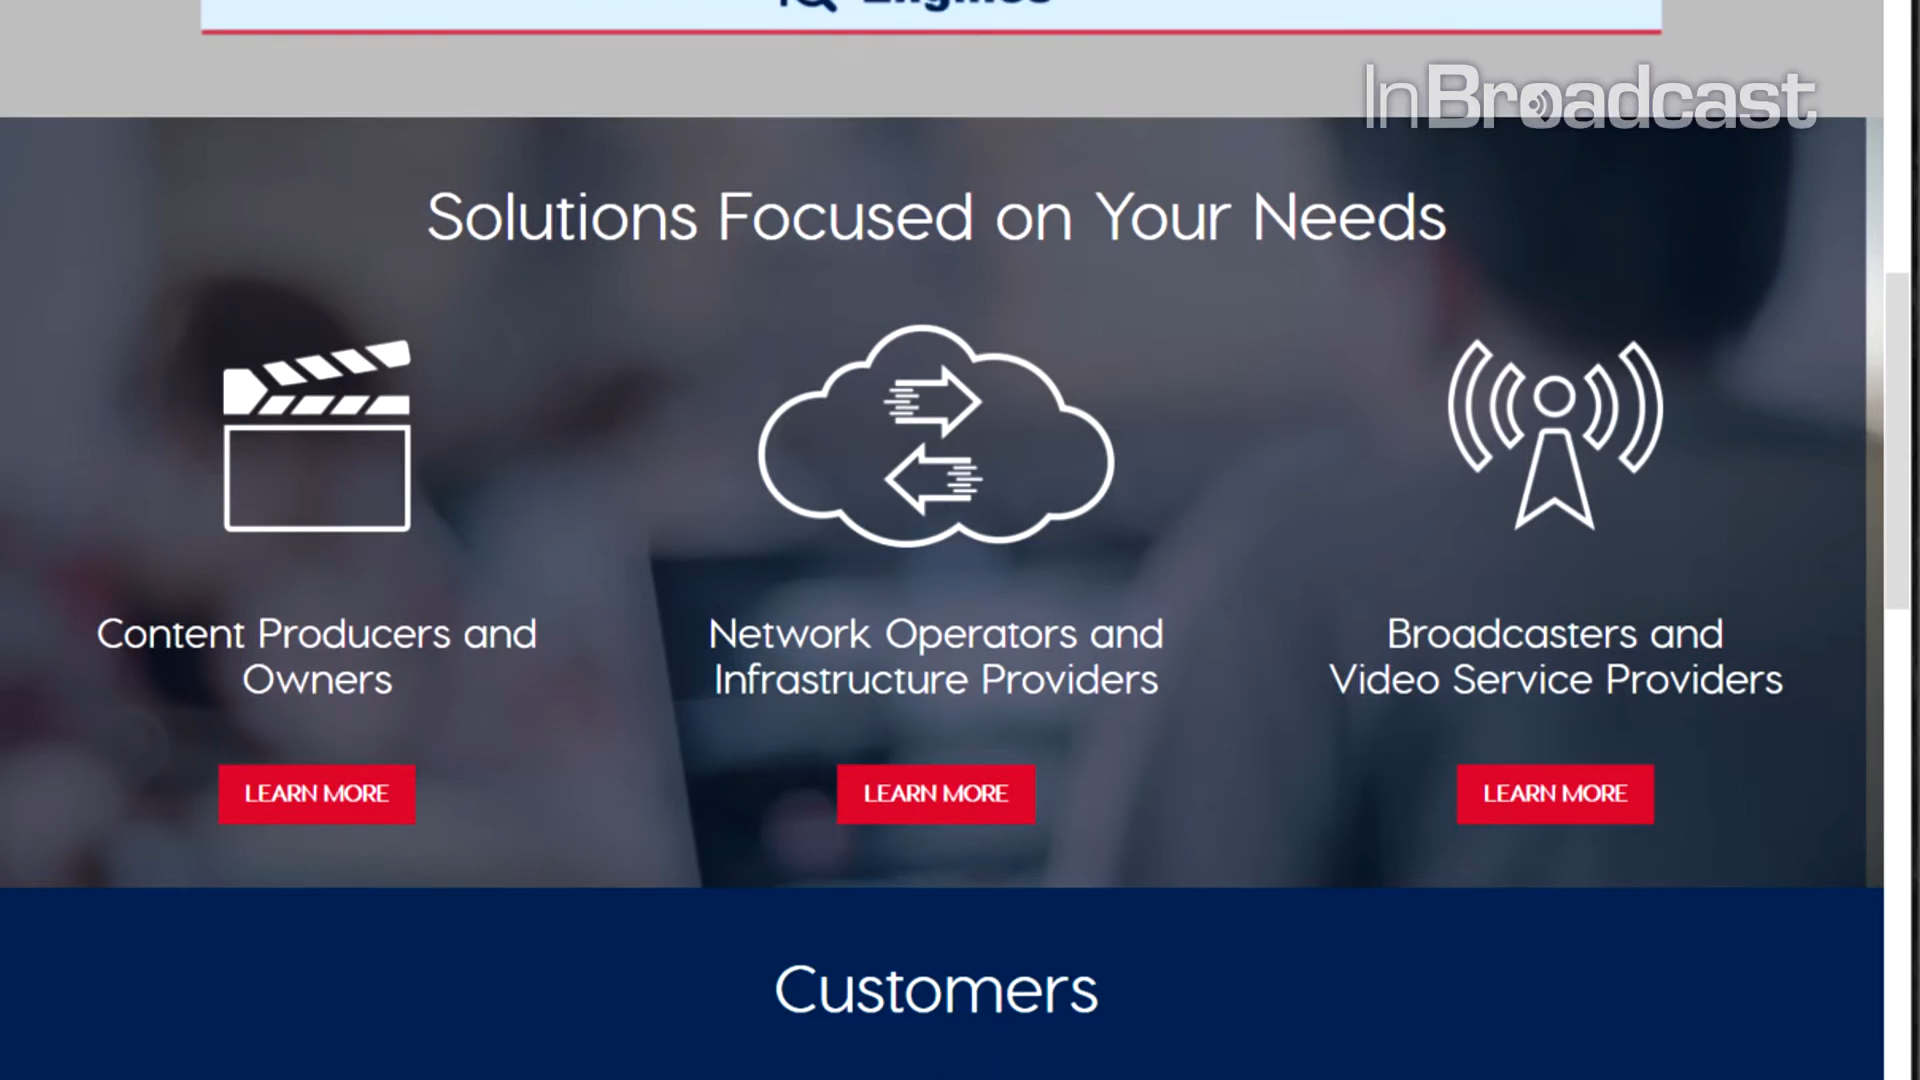 InBroadcast
Solutions Focused on Your Needs
Content Producers and
Owners
Network Operators and
Infrastructure Providers
Broadcasters and
Video Service Providers
LEARN MORE
LEARN MORE
LEARN MORE
Customers